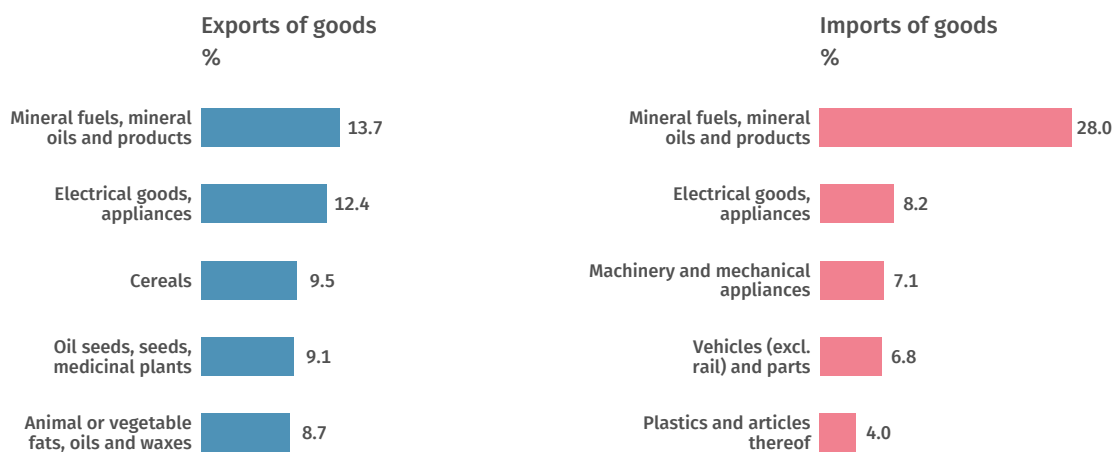 Exports of goods
%
Mineral fuels, mineral
oils and products
13.7
Electrical goods,
appliances
12.4
Cereals
9.5
Oil seeds, seeds,
medicinal plants
9.1
Animal or vegetable
fats, oils and waxes
8.7
Imports of goods
%
Mineral fuels, mineral
oils and products
28.0
Electrical goods,
appliances
8.2
Machinery and mechanical
appliances
7.1
Vehicles (excl.
rail) and parts
6.8
Plastics and articles
thereof
4.0